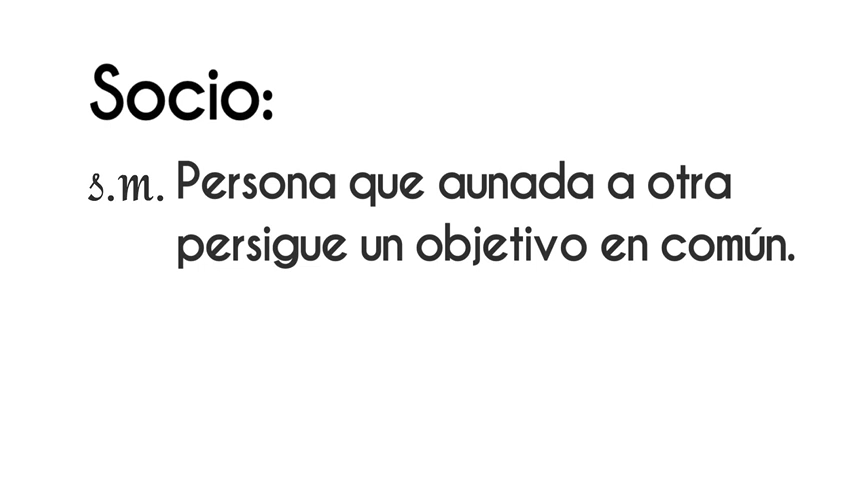 Socio:
s.m. Persona que aunada a otra
persigue un objetivo en común.